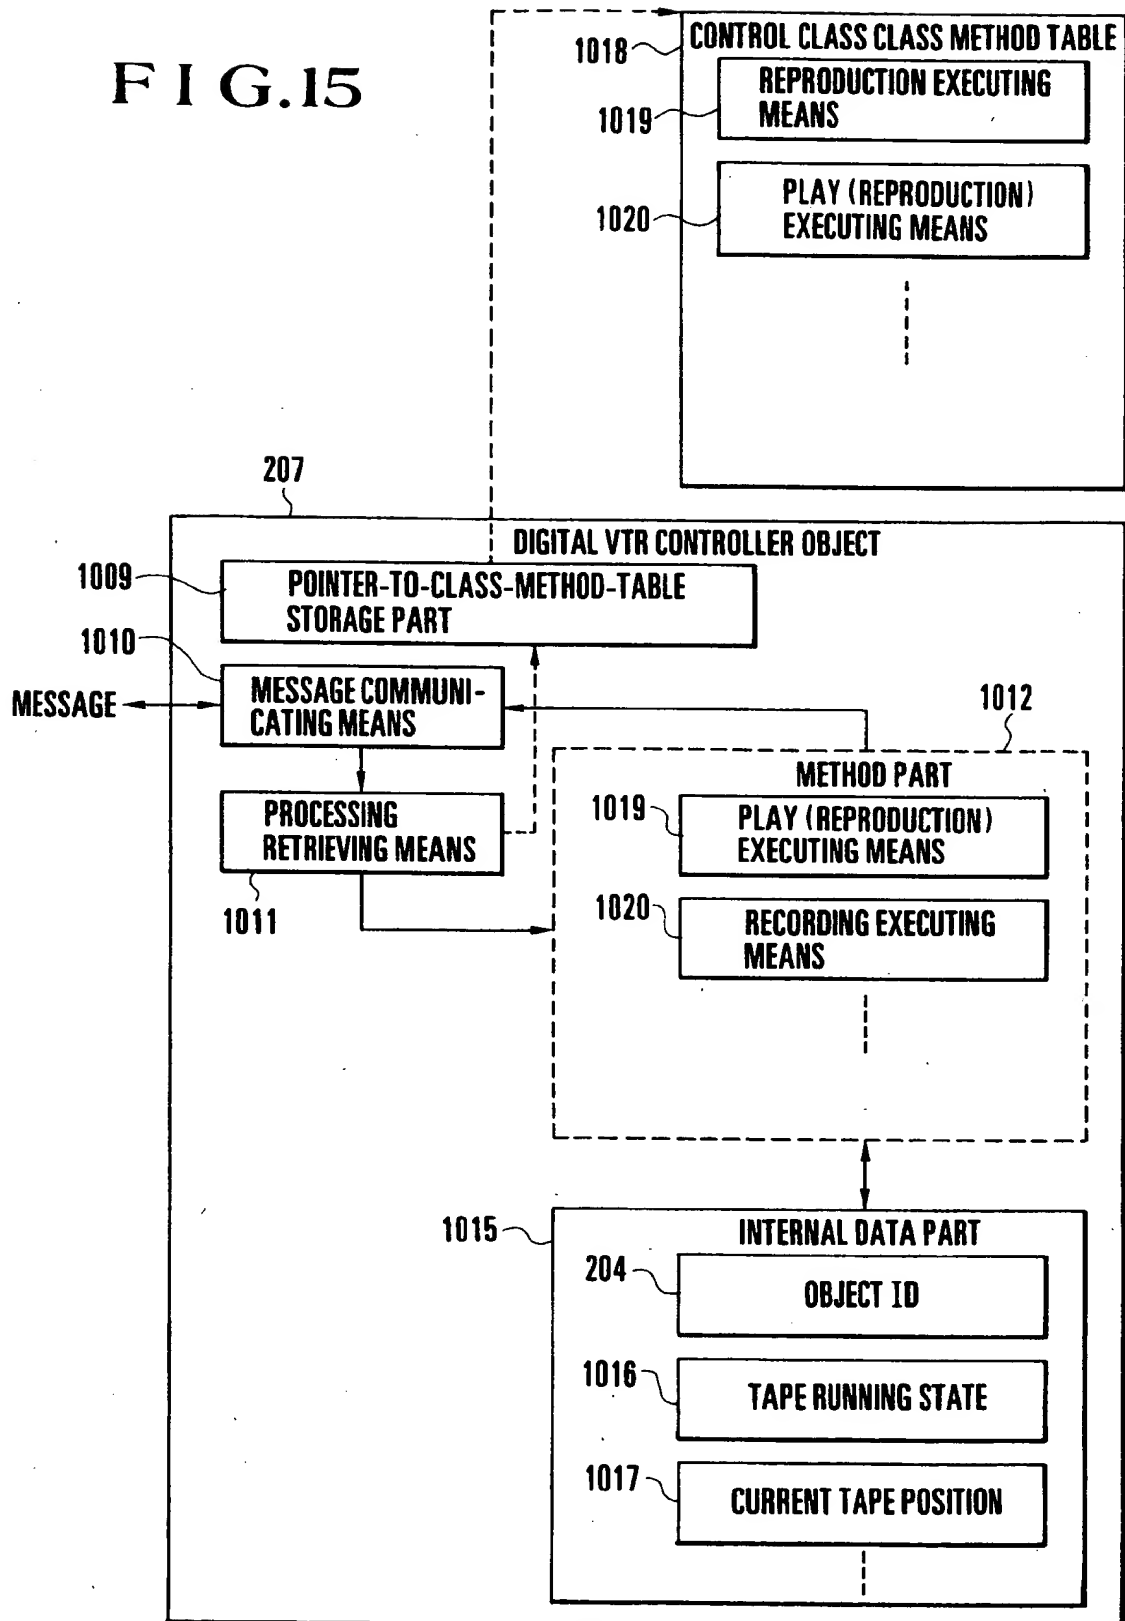 FIG.15
1018
CONTROL CLASS CLASS METHOD TABLE
1019
REPRODUCTION EXECUTING
MEANS
1020
PLAY (REPRODUCTION)
EXECUTING MEANS
207
DIGITAL VTR CONTROLLER OBJECT
1009
POINTER-TO-CLASS-METHOD-TABLE
STORAGE PART
1010
MESSAGE
MESSAGE COMMUNI-
CATING MEANS
1012
METHOD PART
PROCESSING
RETRIEVING MEANS
1011
1019
PLAY (REPRODUCTION)
EXECUTING MEANS
1020
RECORDING EXECUTING
MEANS
1015
INTERNAL DATA PART
204
OBJECT ID
1016
TAPE RUNNING STATE
1017
CURRENT TAPE POSITION